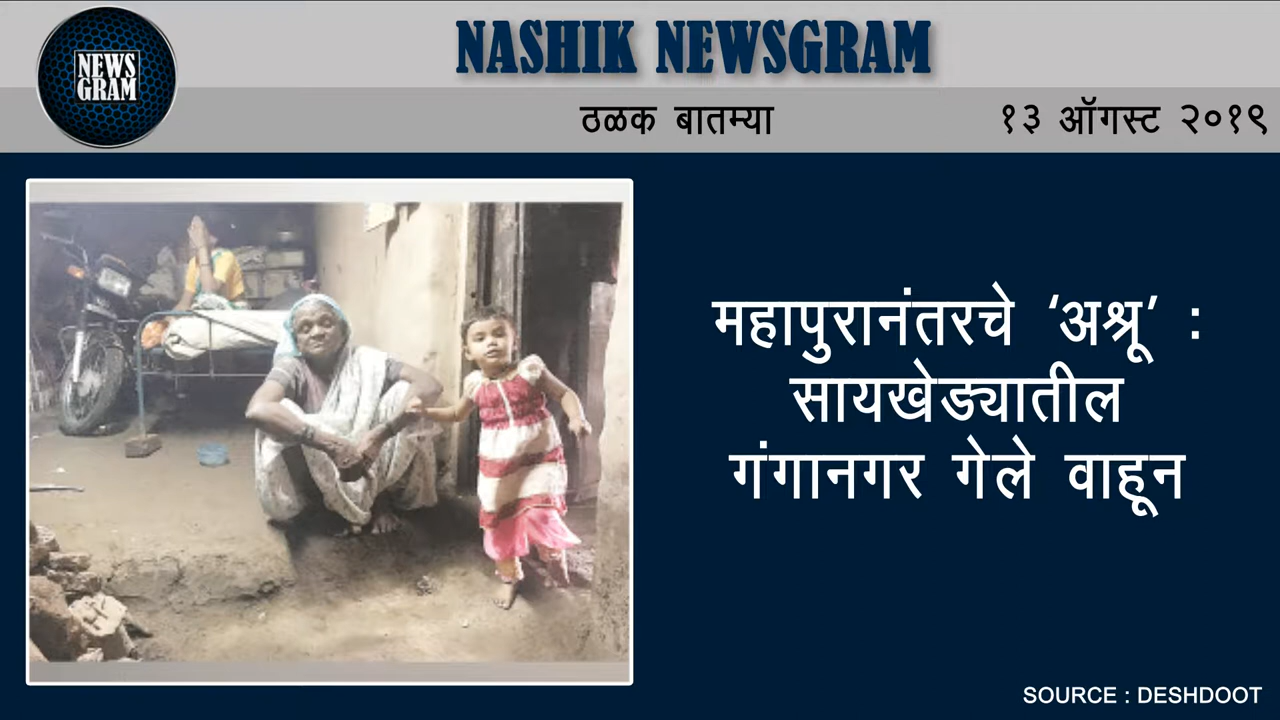 NEWS
GRAM
NASHIK NEWSGRAM
ठळक बातम्या
१३ ऑगस्ट २०१९
महापुरानंतरचे ‘अश्रू’ :
सायखेड्यातील
गंगानगर गेले वाहून
SOURCE : DESHDOOT